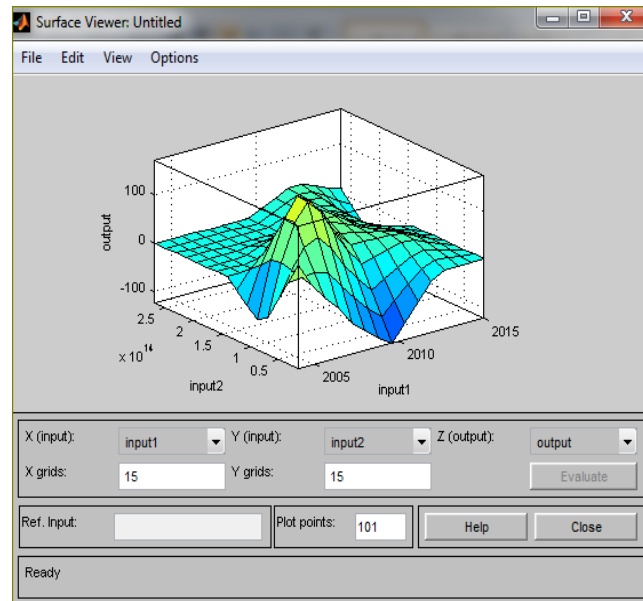 Surface Viewer: Untitled
File Edit View Options
100
0
-100
output
2.5
2
1.5
1
0.5
x 10^14
input2
2005
2010
2015
input1
X (input): input1 Y (input): input2 Z (output): output
X grids: 15 Y grids: 15 Evaluate
Ref. Input: Plot points: 101 Help Close
Ready